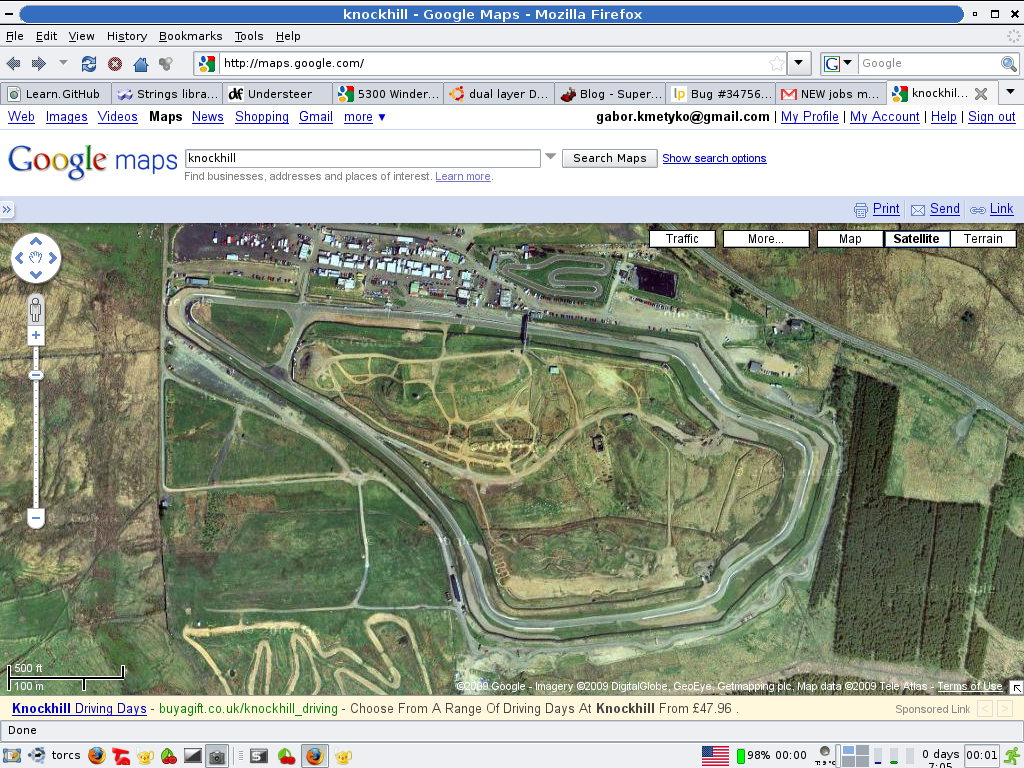 knockhill - Google Maps - Mozilla Firefox
File Edit View History Bookmarks Tools Help
http://maps.google.com/
G Google
Learn.GitHub
Strings libra...
df Understeer
5300 Winder...
dual layer D...
Blog - Super...
lp Bug #34756...
NEW jobs m...
knockhil...
Web Images Videos Maps News Shopping Gmail more ▼
gabor.kmetyko@gmail.com | My Profile | My Account | Help | Sign out
Google maps
knockhill
Search Maps
Show search options
Find businesses, addresses and places of interest. Learn more.
» Print Send Link
Traffic More... Map Satellite Terrain
500 ft
100 m
©2009 Google - Imagery ©2009 DigitalGlobe, GeoEye, Getmapping plc, Map data ©2009 Tele Atlas - Terms of Use
Knockhill Driving Days - buyagift.co.uk/knockhill_driving - Choose From A Range Of Driving Days At Knockhill From £47.96 .
Sponsored Link < >
Done
torcs
98% 00:00
0 days
7:05
00:01